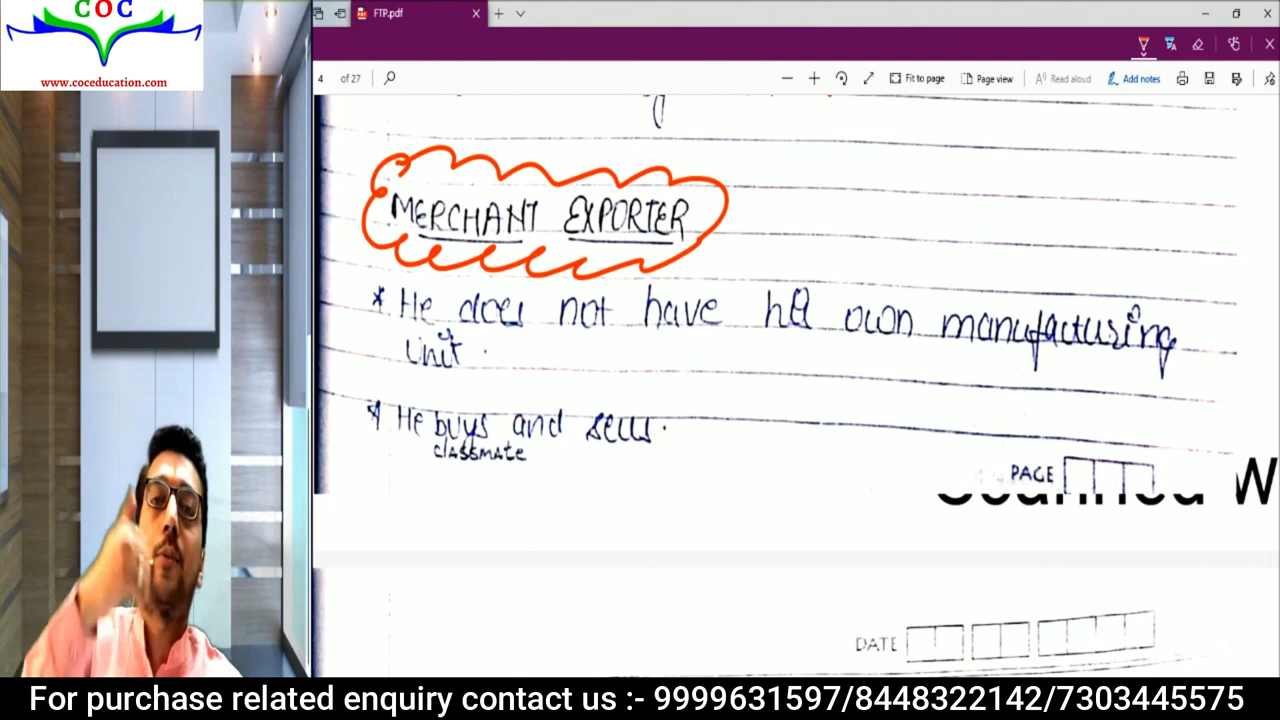 COC
www.coceducation.com
FTP.pdf
4 of 27
Fit to page
Page view
Read aloud
Add notes
MERCHANT EXPORTER
* He does not have his own manufacturing
unit.
* He buys and sells.
classmate
PAGE
Scanned W
DATE
For purchase related enquiry contact us :- 9999631597/8448322142/7303445575